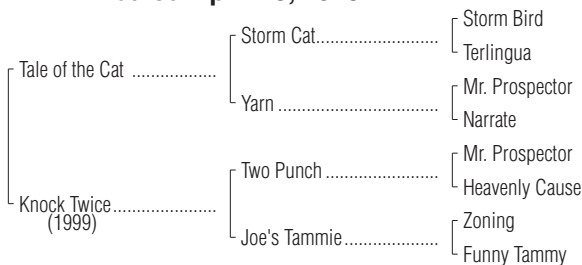 Storm Bird
Storm Cat..............................
Terlingua
Tale of the Cat ..................
Mr. Prospector
Yarn ..................................
Narrate
Mr. Prospector
Two Punch ........................
Heavenly Cause
Knock Twice......................
(1999)
Zoning
Joe's Tammie....................
Funny Tammy